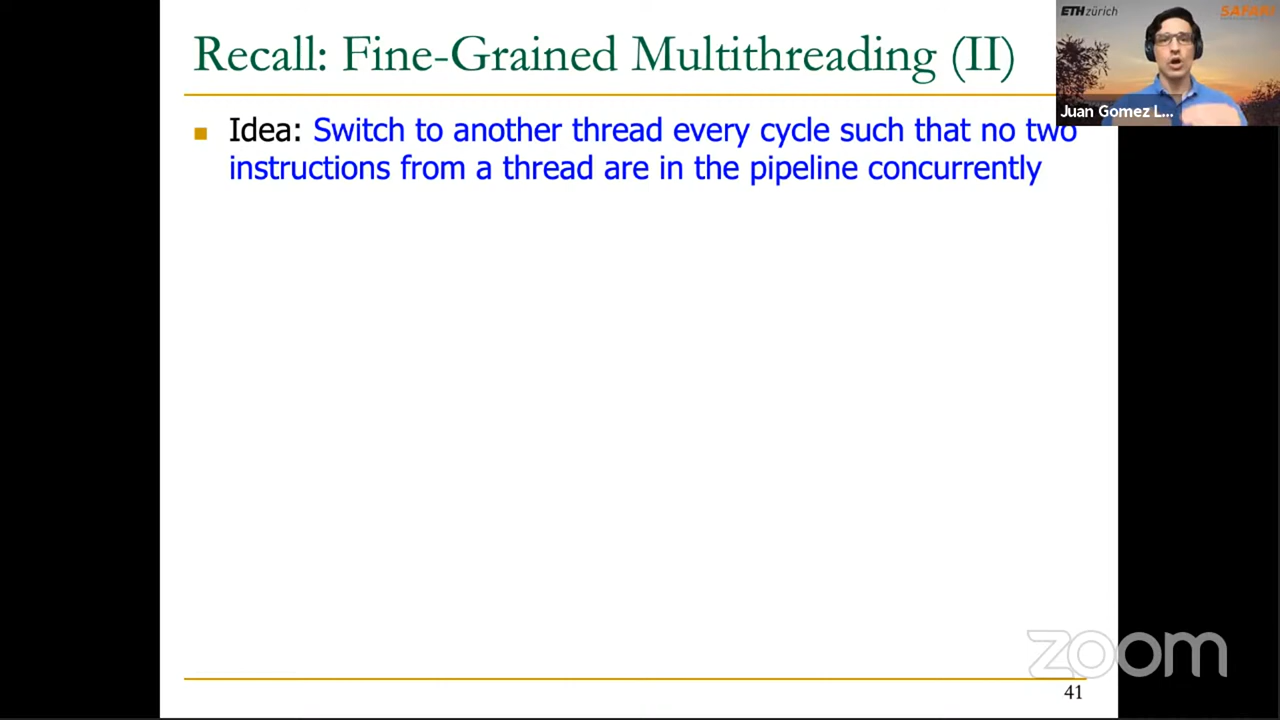 Recall: Fine-Grained Multithreading (II)
ETH zürich
SAFARI
Juan Gomez L...
Idea: Switch to another thread every cycle such that no two
instructions from a thread are in the pipeline concurrently
zoom
41